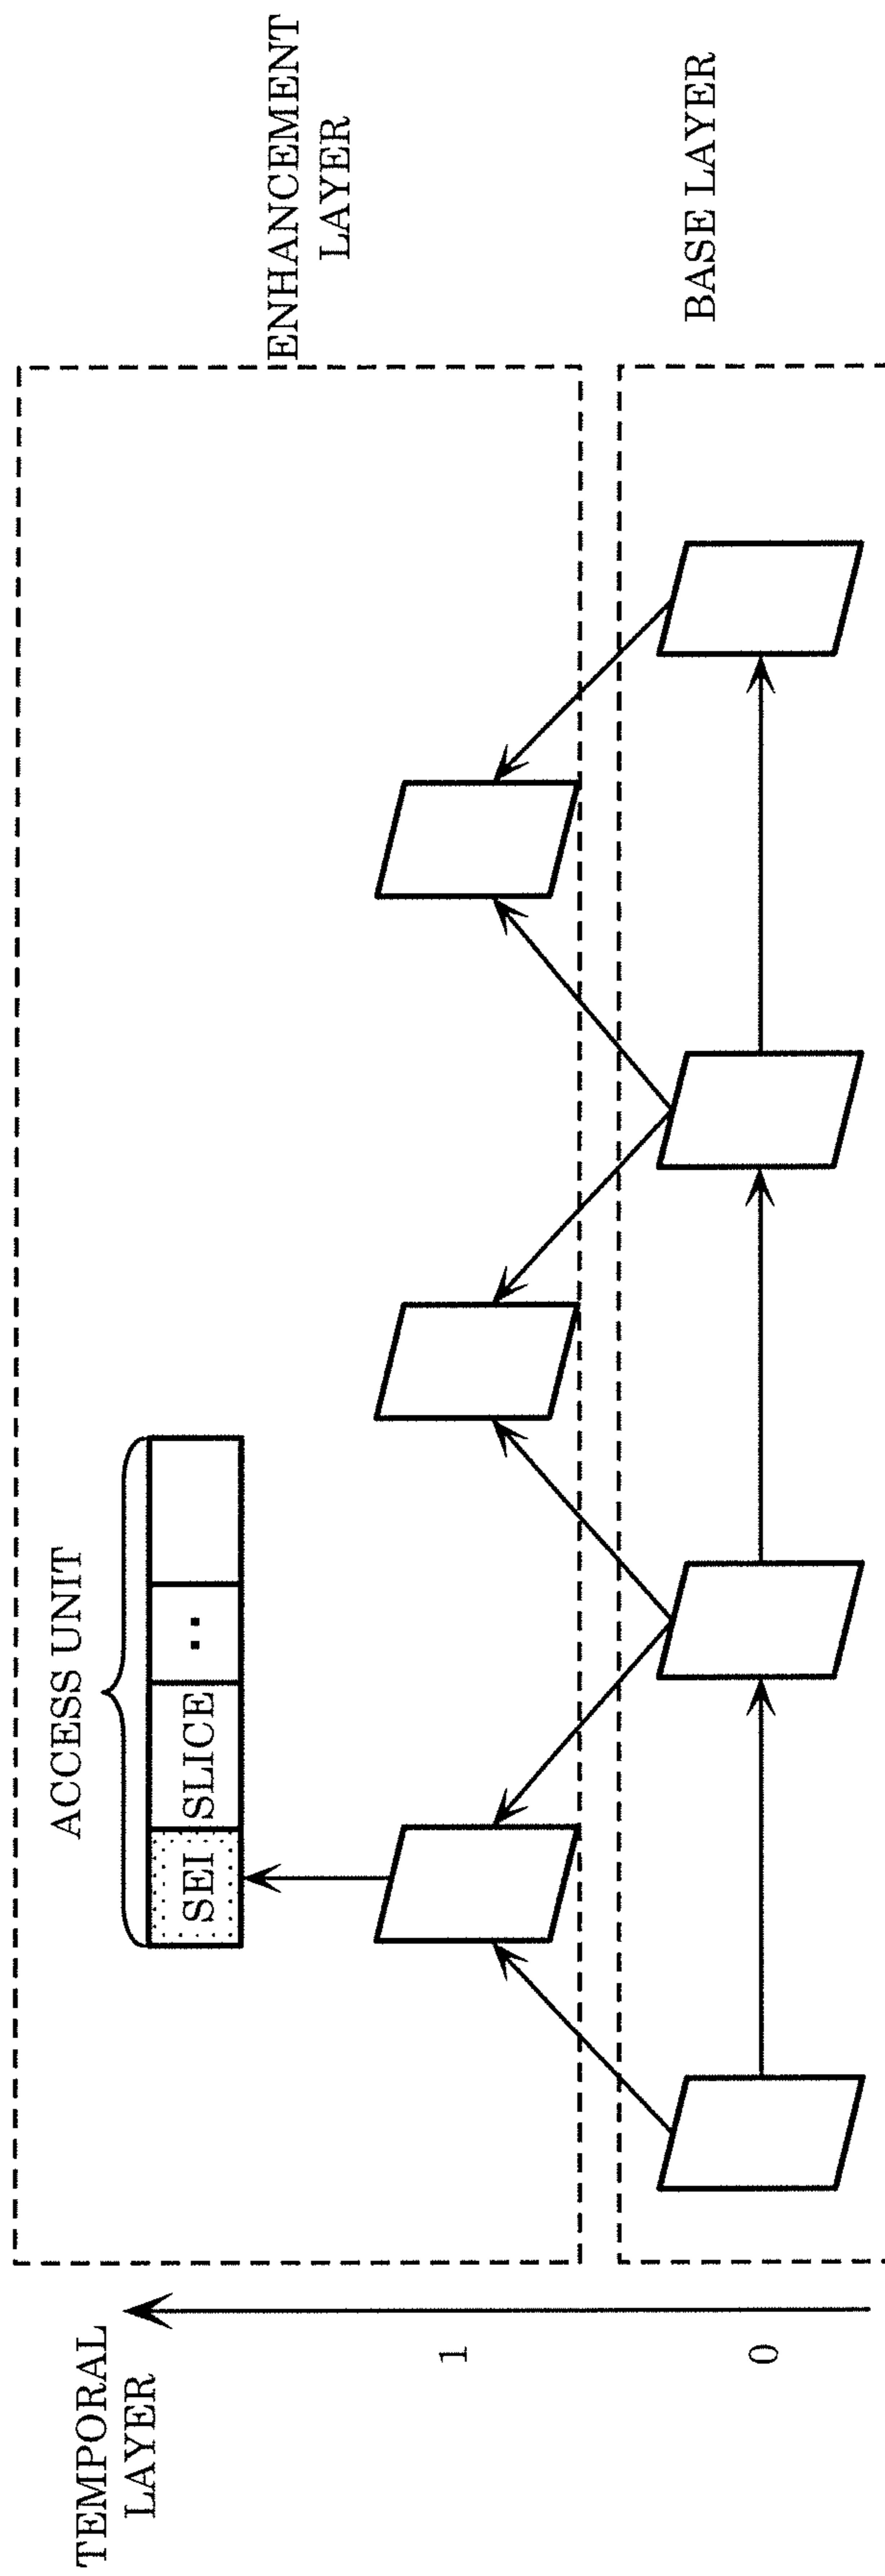 TEMPORAL
LAYER
ACCESS UNIT
SEI
SLICE
..
ENHANCEMENT
LAYER
1
BASE LAYER
0